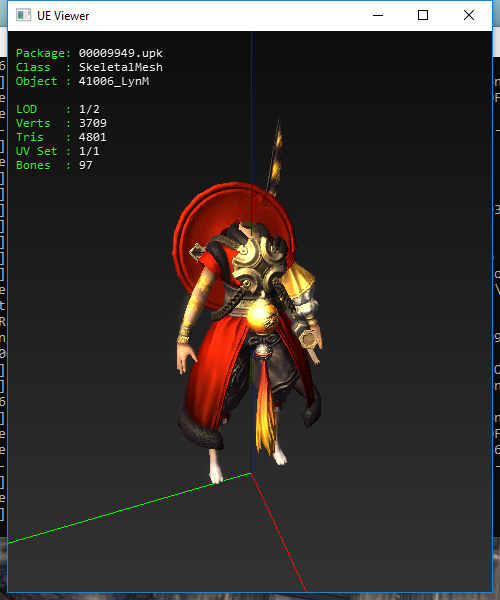 UE Viewer
Package: 00009949.upk
Class : SkeletalMesh
Object : 41006_LynM
LOD : 1/2
Verts : 3709
Tris : 4801
UV Set : 1/1
Bones : 97